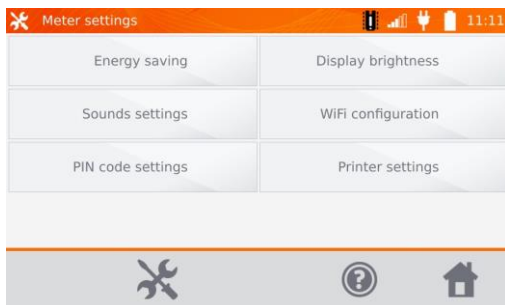 Meter settings 11:11
Energy saving Display brightness
Sounds settings WiFi configuration
PIN code settings Printer settings
?